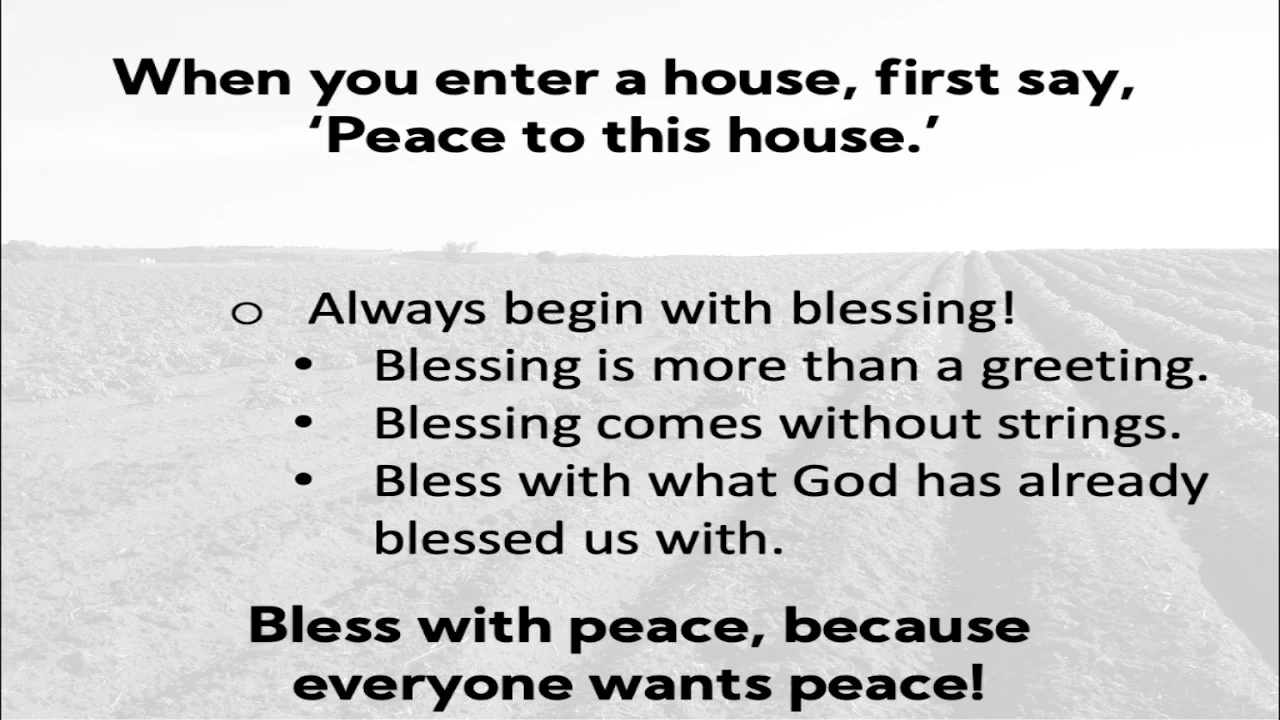 When you enter a house, first say,
‘Peace to this house.’
o Always begin with blessing!
• Blessing is more than a greeting.
• Blessing comes without strings.
• Bless with what God has already
blessed us with.
Bless with peace, because
everyone wants peace!